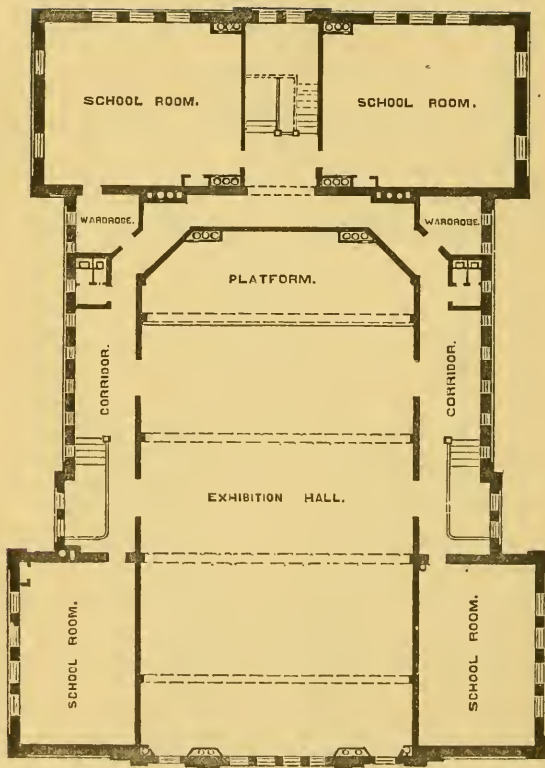 SCHOOL ROOM.
SCHOOL ROOM.
WARDROBE.
WARDROBE.
PLATFORM.
CORRIDOR.
CORRIDOR.
EXHIBITION HALL.
SCHOOL ROOM.
SCHOOL ROOM.